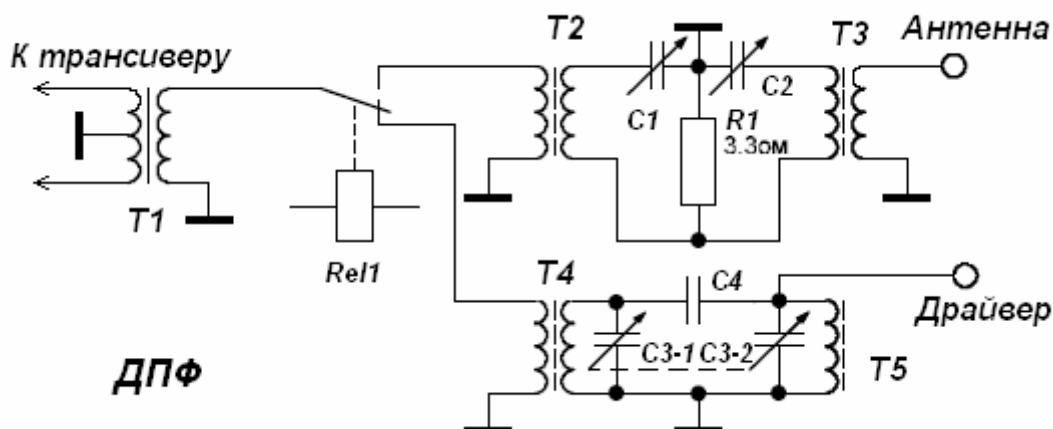 К трансиверу
T1
Rel1
ДПФ
T2
C1
R1
3.3ом
C2
T3
Антенна
T4
C4
C3-1 C3-2
T5
Драйвер